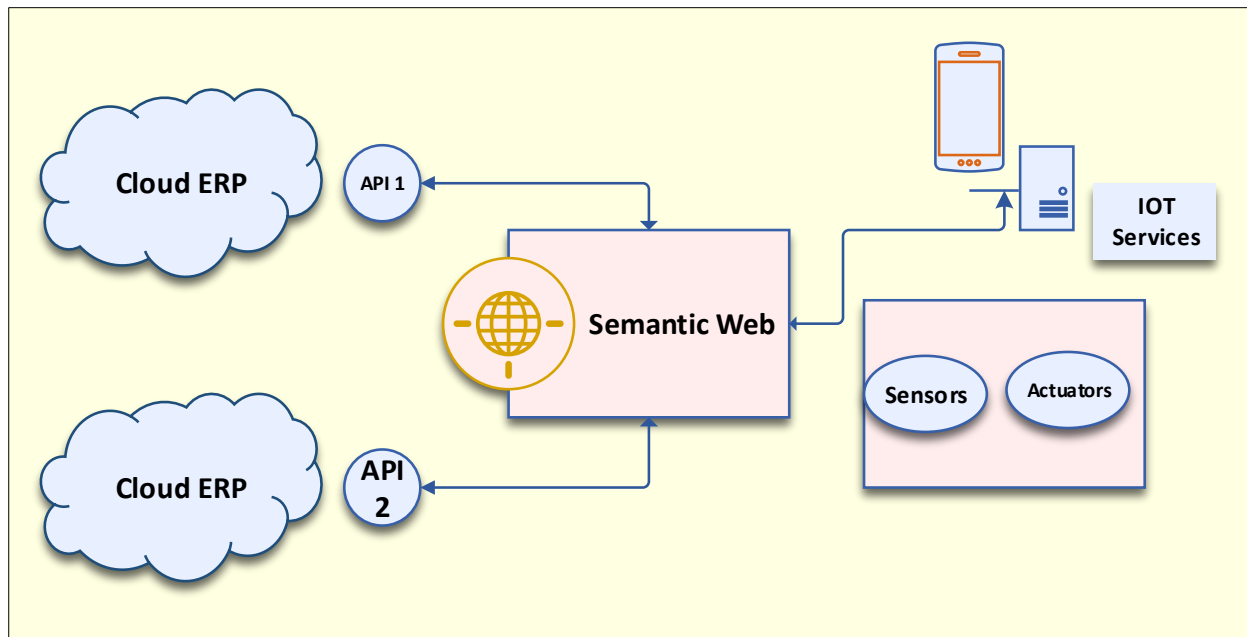 Cloud ERP
API 1
IOT
Services
Semantic Web
Sensors
Actuators
Cloud ERP
API
2